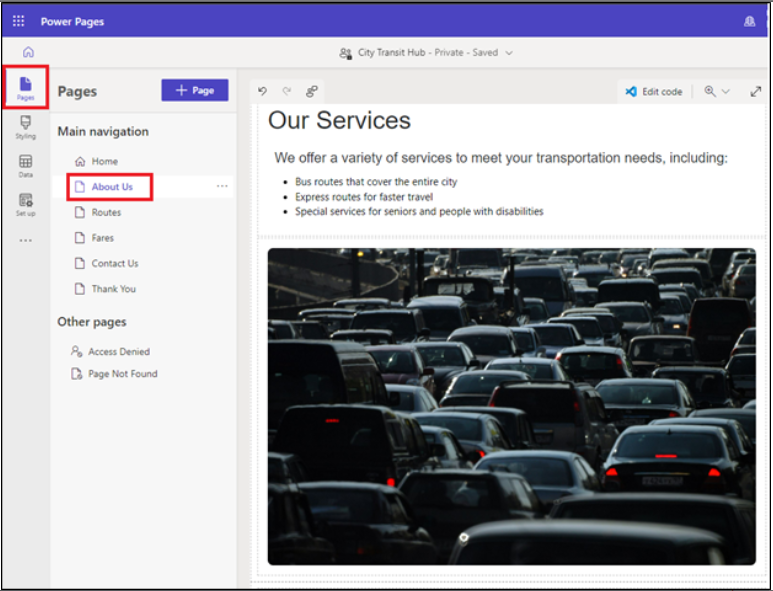 Power Pages
City Transit Hub - Private - Saved
Pages
Styling
Data
Set up
Pages
+ Page
Main navigation
Home
About Us
Routes
Fares
Contact Us
Thank You
Other pages
Access Denied
Page Not Found
Edit code
Our Services
We offer a variety of services to meet your transportation needs, including:
• Bus routes that cover the entire city
• Express routes for faster travel
• Special services for seniors and people with disabilities